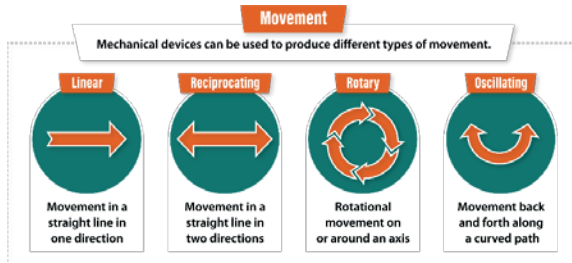 Movement
Mechanical devices can be used to produce different types of movement.
Linear
Movement in a
straight line in
one direction
Reciprocating
Movement in a
straight line in
two directions
Rotary
Rotational
movement on
or around an axis
Oscillating
Movement back
and forth along
a curved path